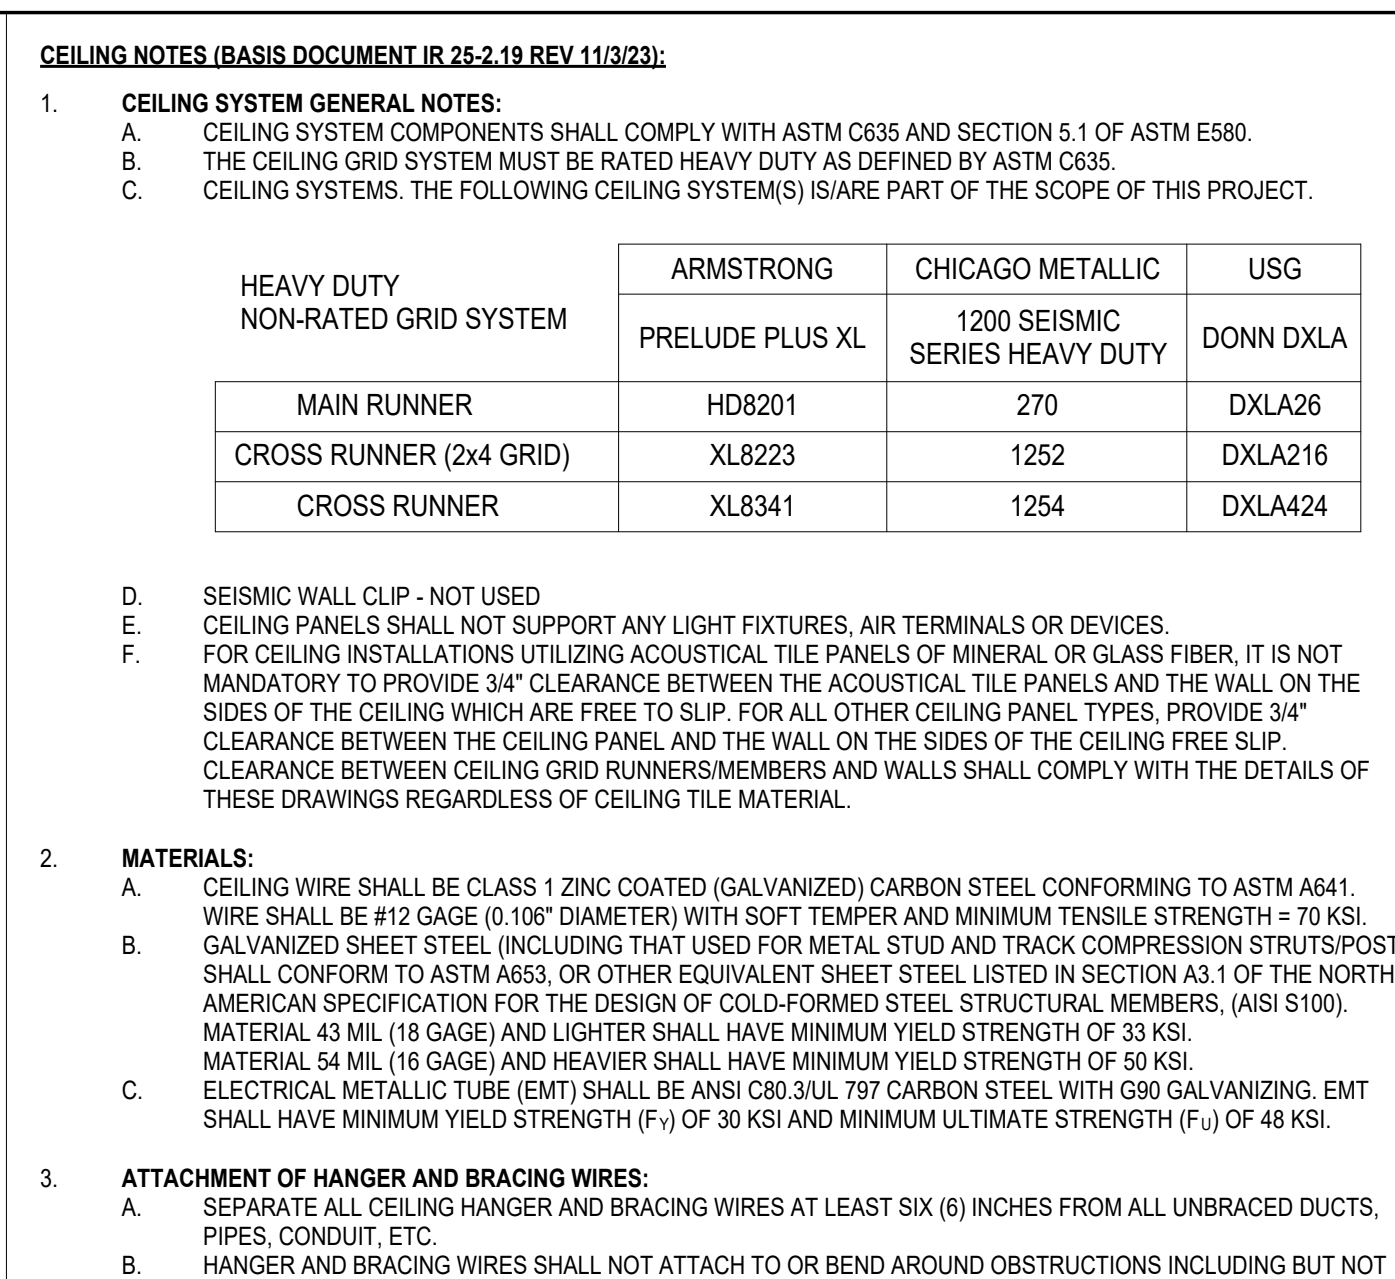 CEILING NOTES (BASIS DOCUMENT IR 25-2.19 REV 11/3/23):
1. CEILING SYSTEM GENERAL NOTES:
A. CEILING SYSTEM COMPONENTS SHALL COMPLY WITH ASTM C635 AND SECTION 5.1 OF ASTM E580.
B. THE CEILING GRID SYSTEM MUST BE RATED HEAVY DUTY AS DEFINED BY ASTM C635.
C. CEILING SYSTEMS. THE FOLLOWING CEILING SYSTEM(S) IS/ARE PART OF THE SCOPE OF THIS PROJECT.
HEAVY DUTY
NON-RATED GRID SYSTEM
ARMSTRONG CHICAGO METALLIC USG
PRELUDE PLUS XL 1200 SEISMIC
SERIES HEAVY DUTY DONN DXLA
MAIN RUNNER HD8201 270 DXLA26
CROSS RUNNER (2x4 GRID) XL8223 1252 DXLA216
CROSS RUNNER XL8341 1254 DXLA424
D. SEISMIC WALL CLIP - NOT USED
E. CEILING PANELS SHALL NOT SUPPORT ANY LIGHT FIXTURES, AIR TERMINALS OR DEVICES.
F. FOR CEILING INSTALLATIONS UTILIZING ACOUSTICAL TILE PANELS OF MINERAL OR GLASS FIBER, IT IS NOT
MANDATORY TO PROVIDE 3/4" CLEARANCE BETWEEN THE ACOUSTICAL TILE PANELS AND THE WALL ON THE
SIDES OF THE CEILING WHICH ARE FREE TO SLIP. FOR ALL OTHER CEILING PANEL TYPES, PROVIDE 3/4"
CLEARANCE BETWEEN THE CEILING PANEL AND THE WALL ON THE SIDES OF THE CEILING FREE SLIP.
CLEARANCE BETWEEN CEILING GRID RUNNERS/MEMBERS AND WALLS SHALL COMPLY WITH THE DETAILS OF
THESE DRAWINGS REGARDLESS OF CEILING TILE MATERIAL.
2. MATERIALS:
A. CEILING WIRE SHALL BE CLASS 1 ZINC COATED (GALVANIZED) CARBON STEEL CONFORMING TO ASTM A641.
WIRE SHALL BE #12 GAGE (0.106" DIAMETER) WITH SOFT TEMPER AND MINIMUM TENSILE STRENGTH = 70 KSI.
B. GALVANIZED SHEET STEEL (INCLUDING THAT USED FOR METAL STUD AND TRACK COMPRESSION STRUTS/POST
SHALL CONFORM TO ASTM A653, OR OTHER EQUIVALENT SHEET STEEL LISTED IN SECTION A3.1 OF THE NORTH
AMERICAN SPECIFICATION FOR THE DESIGN OF COLD-FORMED STEEL STRUCTURAL MEMBERS, (AISI S100).
MATERIAL 43 MIL (18 GAGE) AND LIGHTER SHALL HAVE MINIMUM YIELD STRENGTH OF 33 KSI.
MATERIAL 54 MIL (16 GAGE) AND HEAVIER SHALL HAVE MINIMUM YIELD STRENGTH OF 50 KSI.
C. ELECTRICAL METALLIC TUBE (EMT) SHALL BE ANSI C80.3/UL 797 CARBON STEEL WITH G90 GALVANIZING. EMT
SHALL HAVE MINIMUM YIELD STRENGTH (FY) OF 30 KSI AND MINIMUM ULTIMATE STRENGTH (FU) OF 48 KSI.
3. ATTACHMENT OF HANGER AND BRACING WIRES:
A. SEPARATE ALL CEILING HANGER AND BRACING WIRES AT LEAST SIX (6) INCHES FROM ALL UNBRACED DUCTS,
PIPES, CONDUIT, ETC.
B. HANGER AND BRACING WIRES SHALL NOT ATTACH TO OR BEND AROUND OBSTRUCTIONS INCLUDING BUT NOT